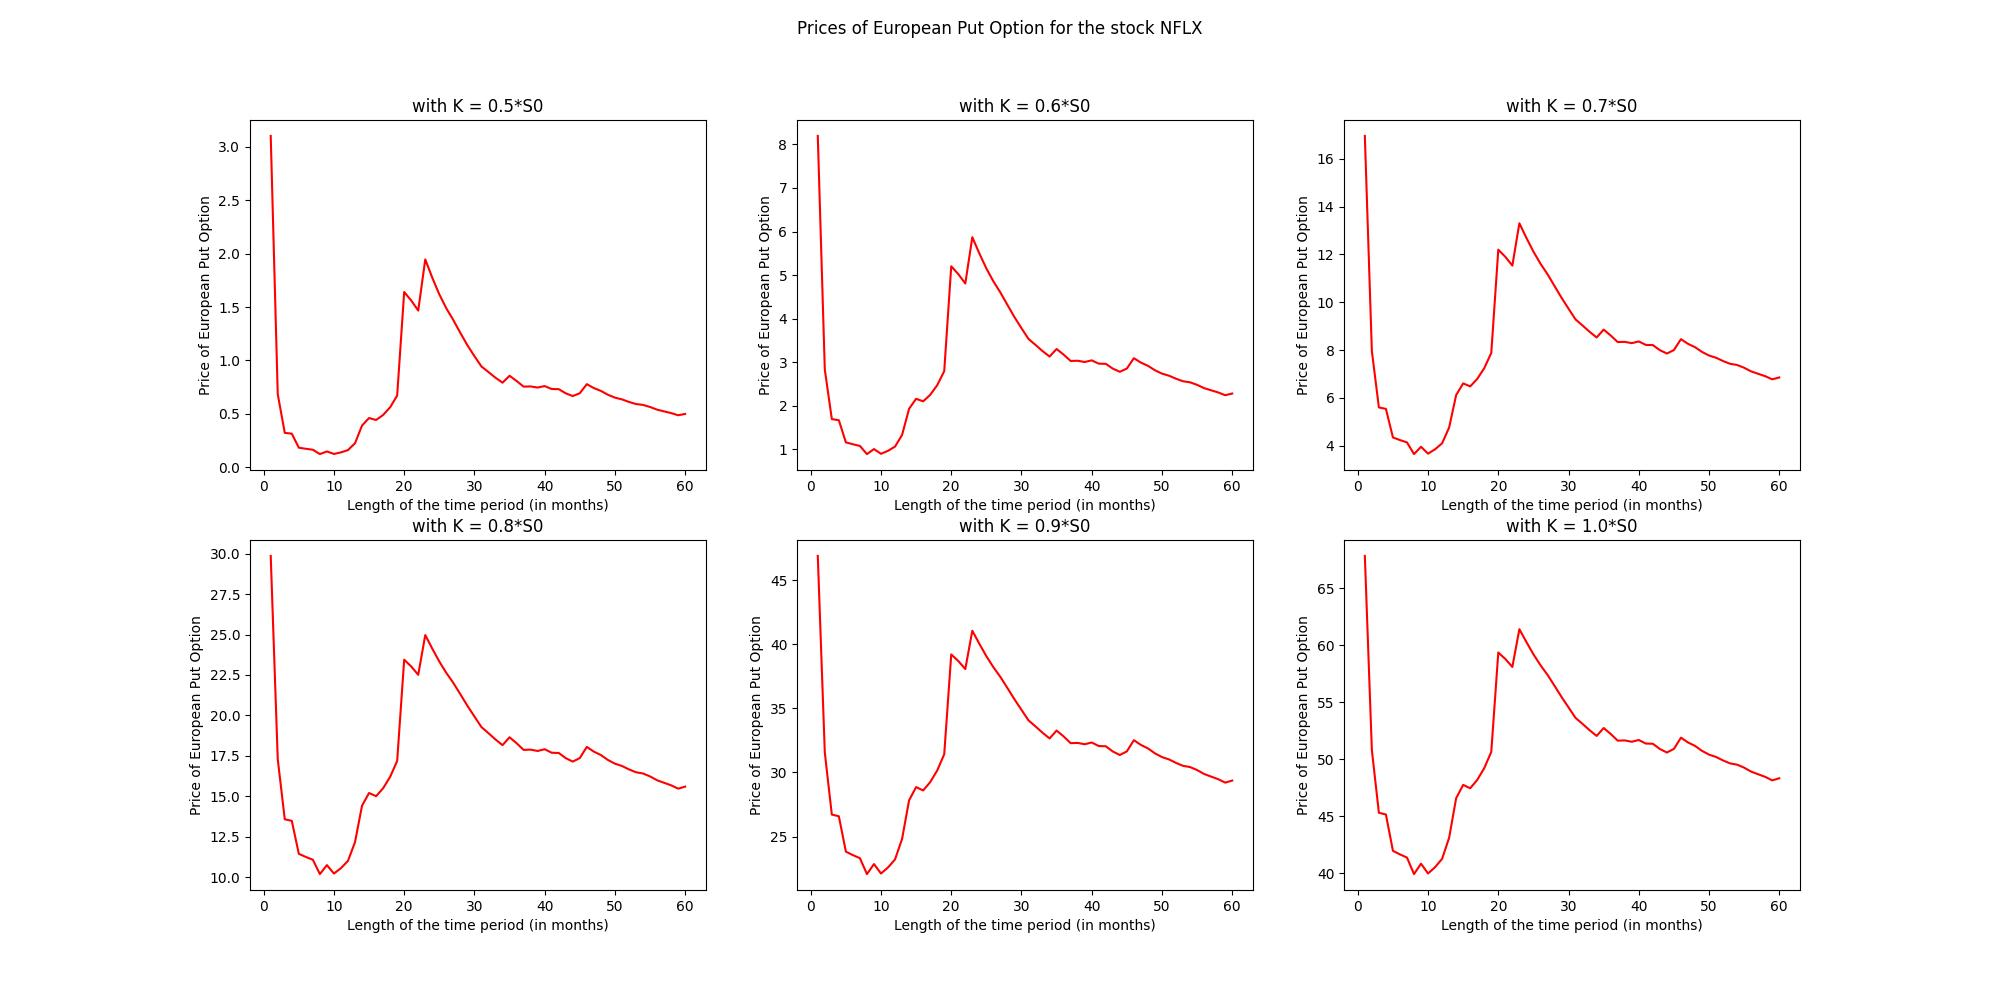 Prices of European Put Option for the stock NFLX
with K = 0.5*S0
Price of European Put Option
3.0
2.5
2.0
1.5
1.0
0.5
0.0
0 10 20 30 40 50 60
Length of the time period (in months)
with K = 0.6*S0
Price of European Put Option
8
7
6
5
4
3
2
1
0 10 20 30 40 50 60
Length of the time period (in months)
with K = 0.7*S0
Price of European Put Option
16
14
12
10
8
6
4
0 10 20 30 40 50 60
Length of the time period (in months)
with K = 0.8*S0
Price of European Put Option
30.0
27.5
25.0
22.5
20.0
17.5
15.0
12.5
10.0
0 10 20 30 40 50 60
Length of the time period (in months)
with K = 0.9*S0
Price of European Put Option
45
40
35
30
25
0 10 20 30 40 50 60
Length of the time period (in months)
with K = 1.0*S0
Price of European Put Option
65
60
55
50
45
40
0 10 20 30 40 50 60
Length of the time period (in months)